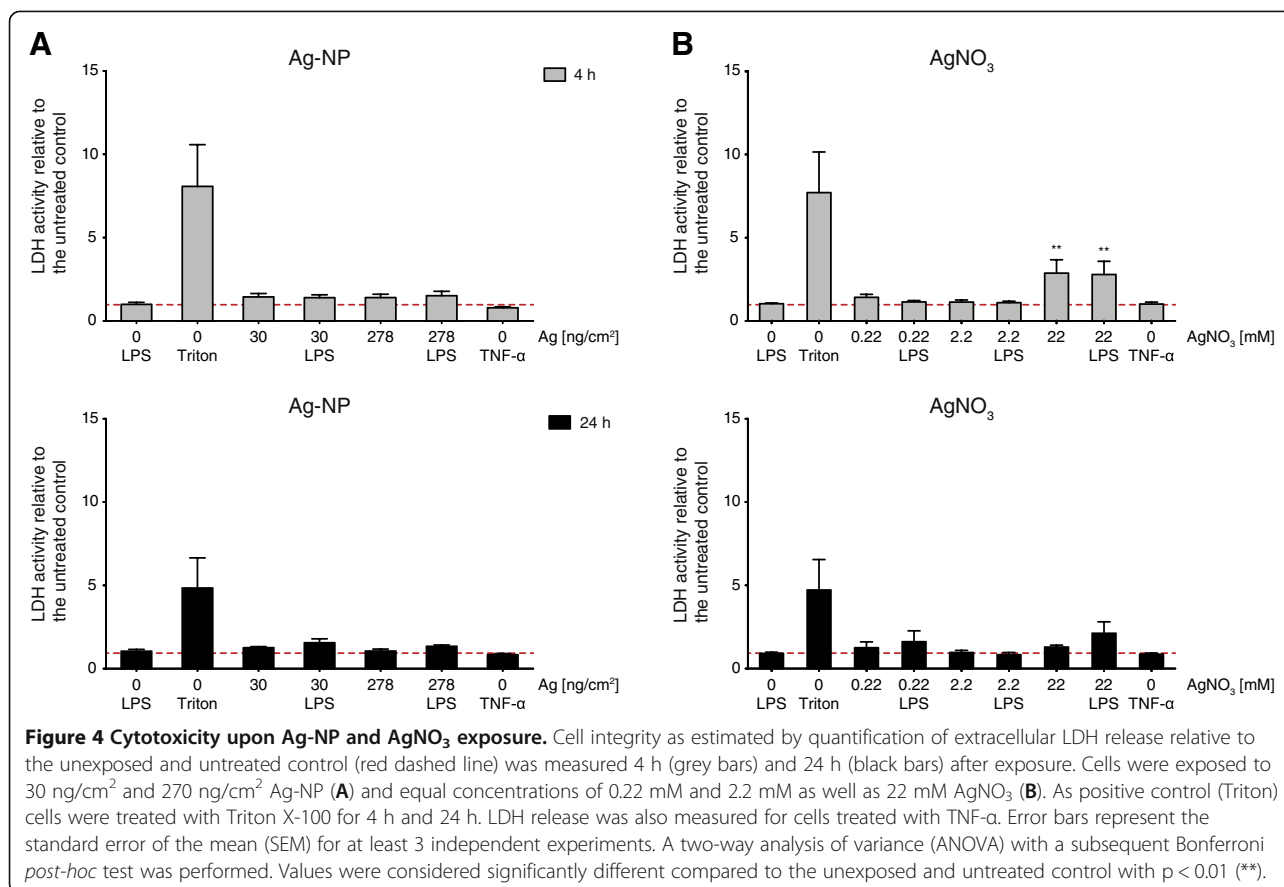 A
Ag-NP
4 h
LDH activity relative to
the untreated control
15
10
5
0
0 0 30 30 278 278 0 Ag [ng/cm²]
LPS Triton LPS LPS TNF-α
B
AgNO₃
LDH activity relative to
the untreated control
15
10
5
0
** **
0 0 0.22 0.22 2.2 2.2 22 22 0 AgNO₃ [mM]
LPS Triton LPS LPS LPS TNF-α
Ag-NP
24 h
LDH activity relative to
the untreated control
15
10
5
0
0 0 30 30 278 278 0 Ag [ng/cm²]
LPS Triton LPS LPS TNF-α
AgNO₃
LDH activity relative to
the untreated control
15
10
5
0
0 0 0.22 0.22 2.2 2.2 22 22 0 AgNO₃ [mM]
LPS Triton LPS LPS LPS TNF-α
Figure 4 Cytotoxicity upon Ag-NP and AgNO₃ exposure. Cell integrity as estimated by quantification of extracellular LDH release relative to
the unexposed and untreated control (red dashed line) was measured 4 h (grey bars) and 24 h (black bars) after exposure. Cells were exposed to
30 ng/cm² and 270 ng/cm² Ag-NP (A) and equal concentrations of 0.22 mM and 2.2 mM as well as 22 mM AgNO₃ (B). As positive control (Triton)
cells were treated with Triton X-100 for 4 h and 24 h. LDH release was also measured for cells treated with TNF-α. Error bars represent the
standard error of the mean (SEM) for at least 3 independent experiments. A two-way analysis of variance (ANOVA) with a subsequent Bonferroni
post-hoc test was performed. Values were considered significantly different compared to the unexposed and untreated control with p < 0.01 (**).